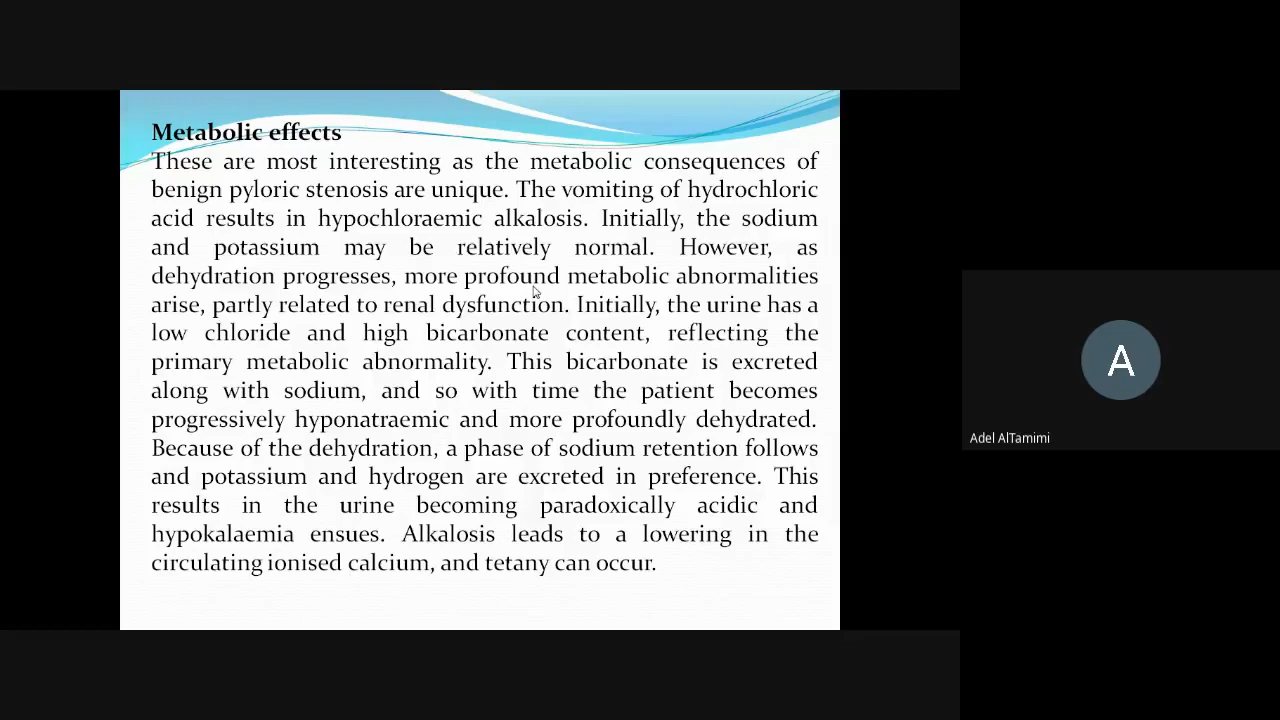 Metabolic effects
These are most interesting as the metabolic consequences of
benign pyloric stenosis are unique. The vomiting of hydrochloric
acid results in hypochloraemic alkalosis. Initially, the sodium
and potassium may be relatively normal. However, as
dehydration progresses, more profound metabolic abnormalities
arise, partly related to renal dysfunction. Initially, the urine has a
low chloride and high bicarbonate content, reflecting the
primary metabolic abnormality. This bicarbonate is excreted
along with sodium, and so with time the patient becomes
progressively hyponatraemic and more profoundly dehydrated.
Because of the dehydration, a phase of sodium retention follows
and potassium and hydrogen are excreted in preference. This
results in the urine becoming paradoxically acidic and
hypokalaemia ensues. Alkalosis leads to a lowering in the
circulating ionised calcium, and tetany can occur.
A
Adel AlTamimi